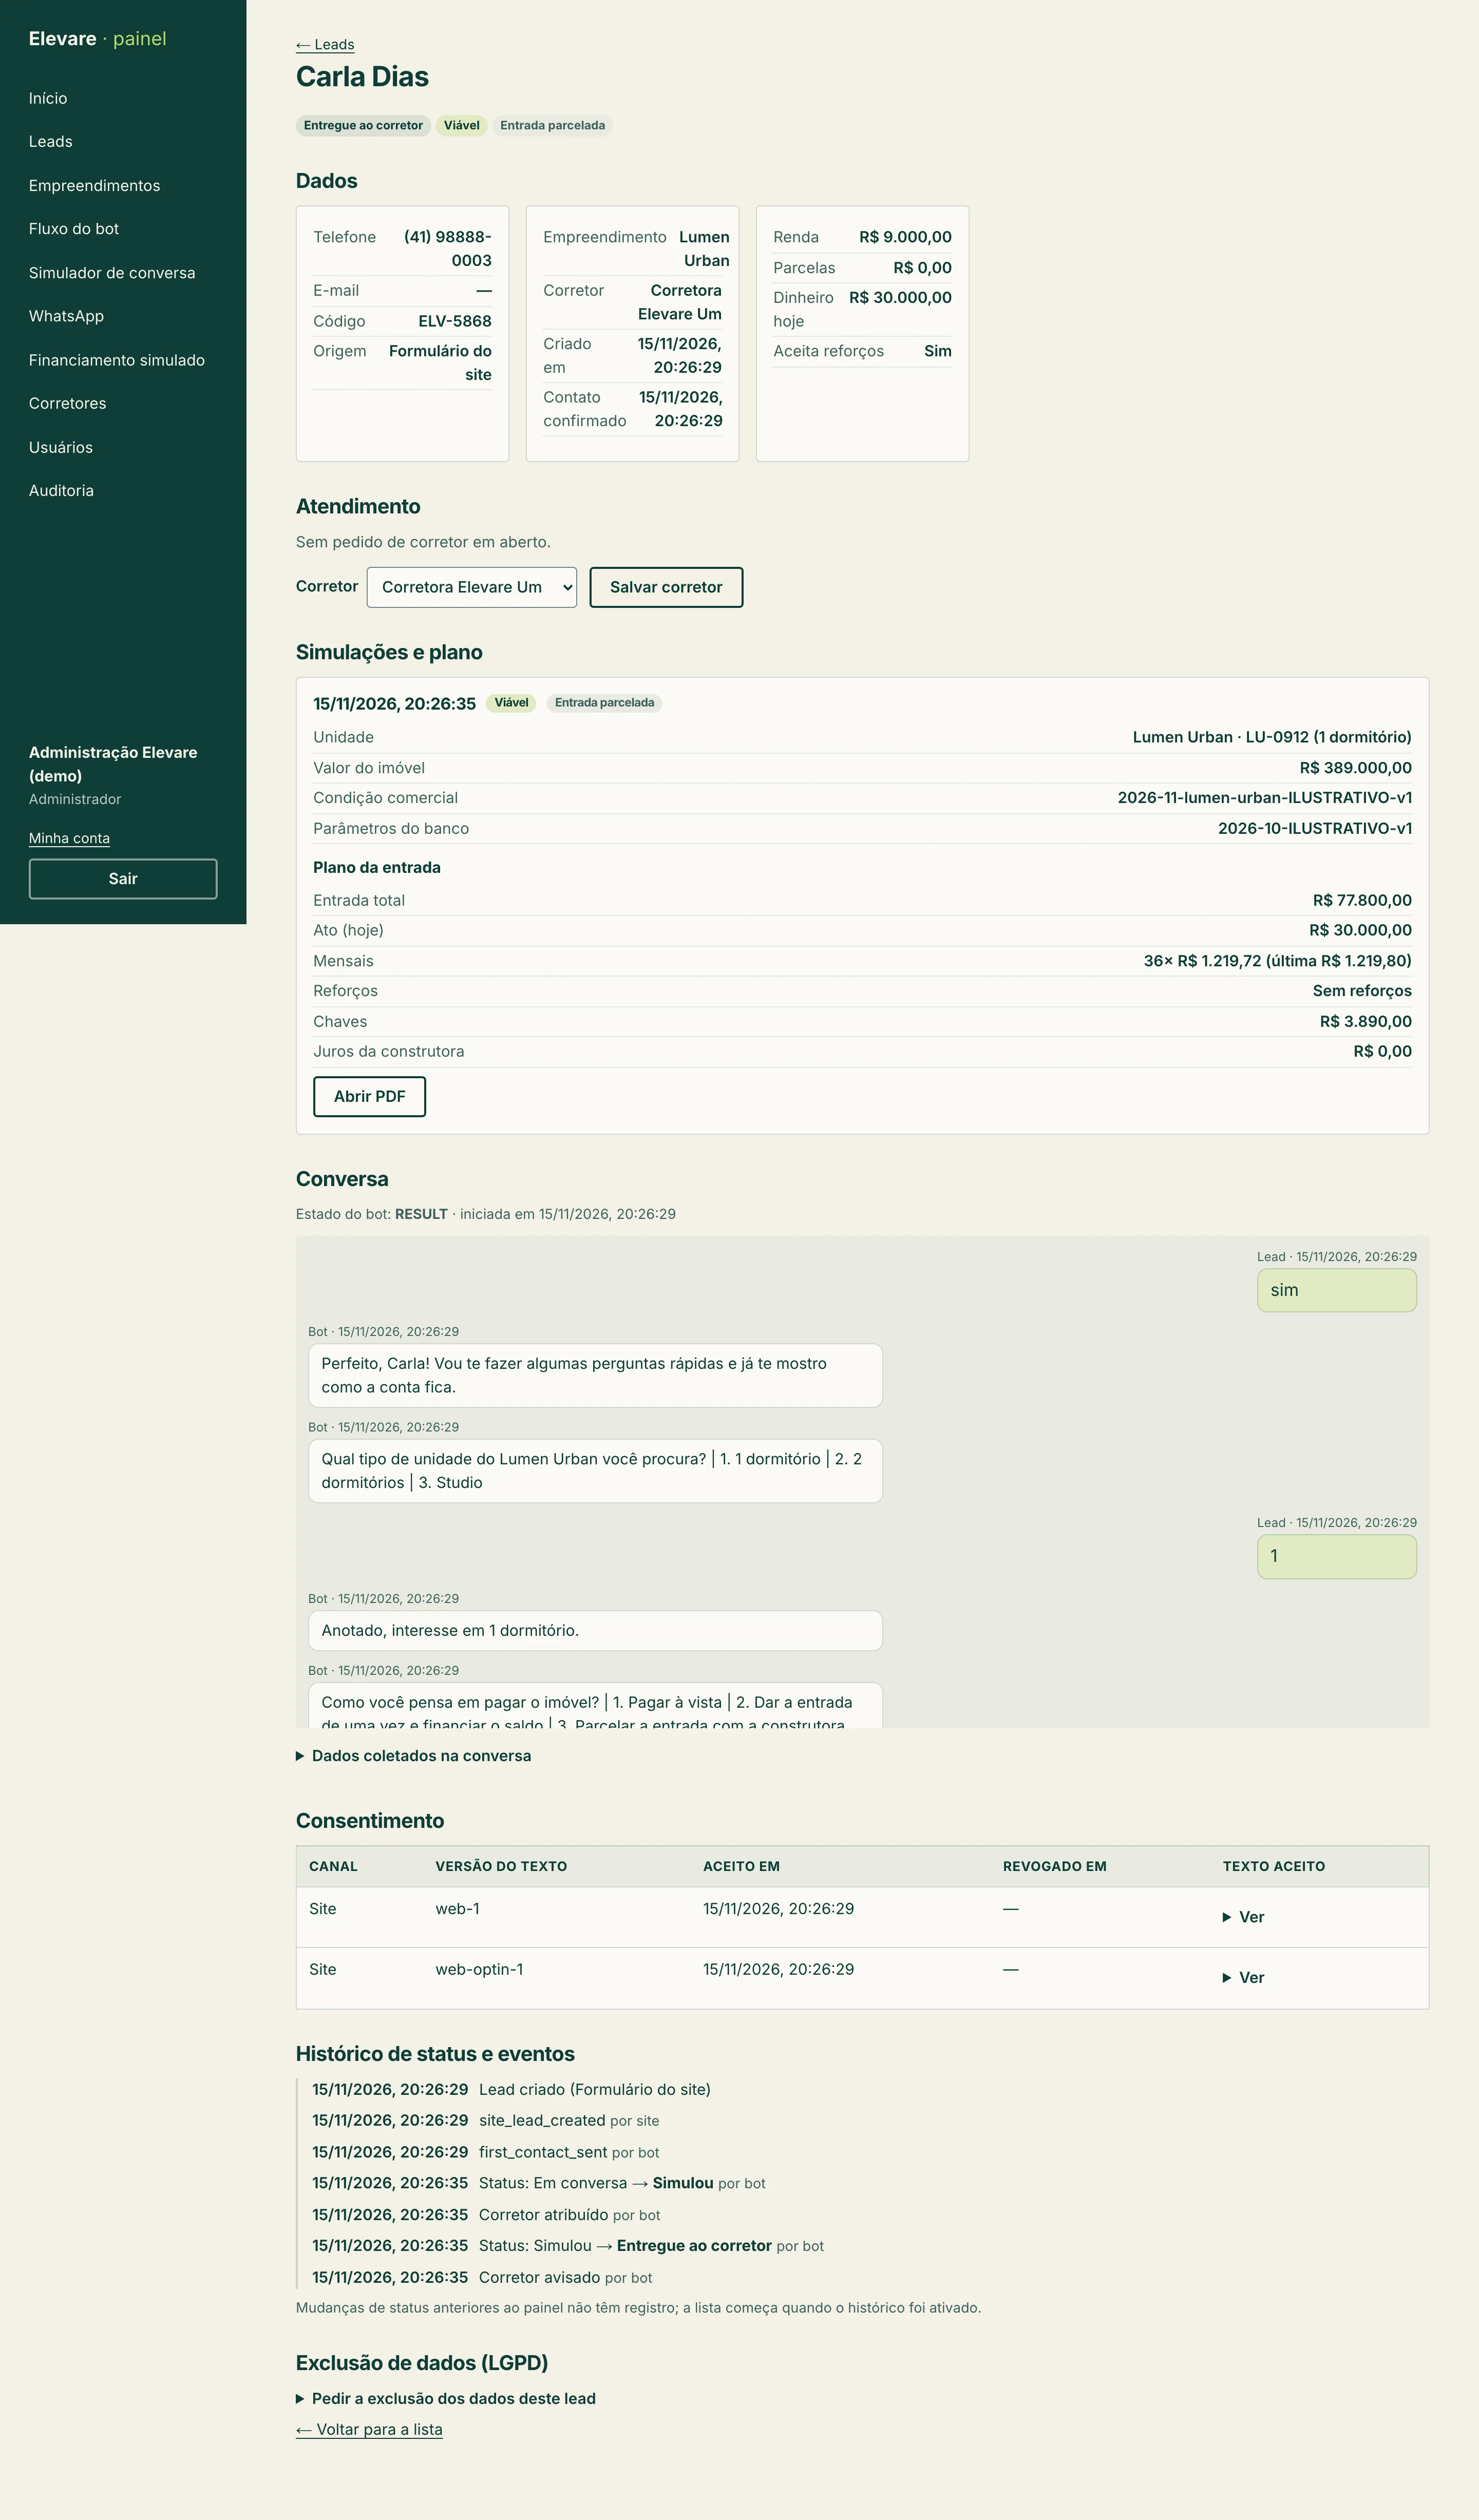 Elevare · painel
Início
Leads
Empreendimentos
Fluxo do bot
Simulador de conversa
WhatsApp
Financiamento simulado
Corretores
Usuários
Auditoria
Administração Elevare
(demo)
Administrador
Minha conta
Sair
← Leads
Carla Dias
Entregue ao corretor Viável Entrada parcelada
Dados
Telefone (41) 98888-
0003
E-mail —
Código ELV-5868
Origem Formulário do
site
Empreendimento Lumen
Urban
Corretor Corretora
Elevare Um
Criado 15/11/2026,
em 20:26:29
Contato 15/11/2026,
confirmado 20:26:29
Renda R$ 9.000,00
Parcelas R$ 0,00
Dinheiro R$ 30.000,00
hoje
Aceita reforços Sim
Atendimento
Sem pedido de corretor em aberto.
Corretor Corretora Elevare Um Salvar corretor
Simulações e plano
15/11/2026, 20:26:35 Viável Entrada parcelada
Unidade Lumen Urban · LU-0912 (1 dormitório)
Valor do imóvel R$ 389.000,00
Condição comercial 2026-11-lumen-urban-ILUSTRATIVO-v1
Parâmetros do banco 2026-10-ILUSTRATIVO-v1
Plano da entrada
Entrada total R$ 77.800,00
Ato (hoje) R$ 30.000,00
Mensais 36× R$ 1.219,72 (última R$ 1.219,80)
Reforços Sem reforços
Chaves R$ 3.890,00
Juros da construtora R$ 0,00
Abrir PDF
Conversa
Estado do bot: RESULT · iniciada em 15/11/2026, 20:26:29
Lead · 15/11/2026, 20:26:29
sim
Bot · 15/11/2026, 20:26:29
Perfeito, Carla! Vou te fazer algumas perguntas rápidas e já te mostro
como a conta fica.
Bot · 15/11/2026, 20:26:29
Qual tipo de unidade do Lumen Urban você procura? | 1. 1 dormitório | 2. 2
dormitórios | 3. Studio
Lead · 15/11/2026, 20:26:29
1
Bot · 15/11/2026, 20:26:29
Anotado, interesse em 1 dormitório.
Bot · 15/11/2026, 20:26:29
Como você pensa em pagar o imóvel? | 1. Pagar à vista | 2. Dar a entrada
de uma vez e financiar o saldo | 3. Parcelar a entrada com a construtora
▶ Dados coletados na conversa
Consentimento
CANAL VERSÃO DO TEXTO ACEITO EM REVOGADO EM TEXTO ACEITO
Site web-1 15/11/2026, 20:26:29 — ▶ Ver
Site web-optin-1 15/11/2026, 20:26:29 — ▶ Ver
Histórico de status e eventos
15/11/2026, 20:26:29 Lead criado (Formulário do site)
15/11/2026, 20:26:29 site_lead_created por site
15/11/2026, 20:26:29 first_contact_sent por bot
15/11/2026, 20:26:35 Status: Em conversa → Simulou por bot
15/11/2026, 20:26:35 Corretor atribuído por bot
15/11/2026, 20:26:35 Status: Simulou → Entregue ao corretor por bot
15/11/2026, 20:26:35 Corretor avisado por bot
Mudanças de status anteriores ao painel não têm registro; a lista começa quando o histórico foi ativado.
Exclusão de dados (LGPD)
▶ Pedir a exclusão dos dados deste lead
← Voltar para a lista